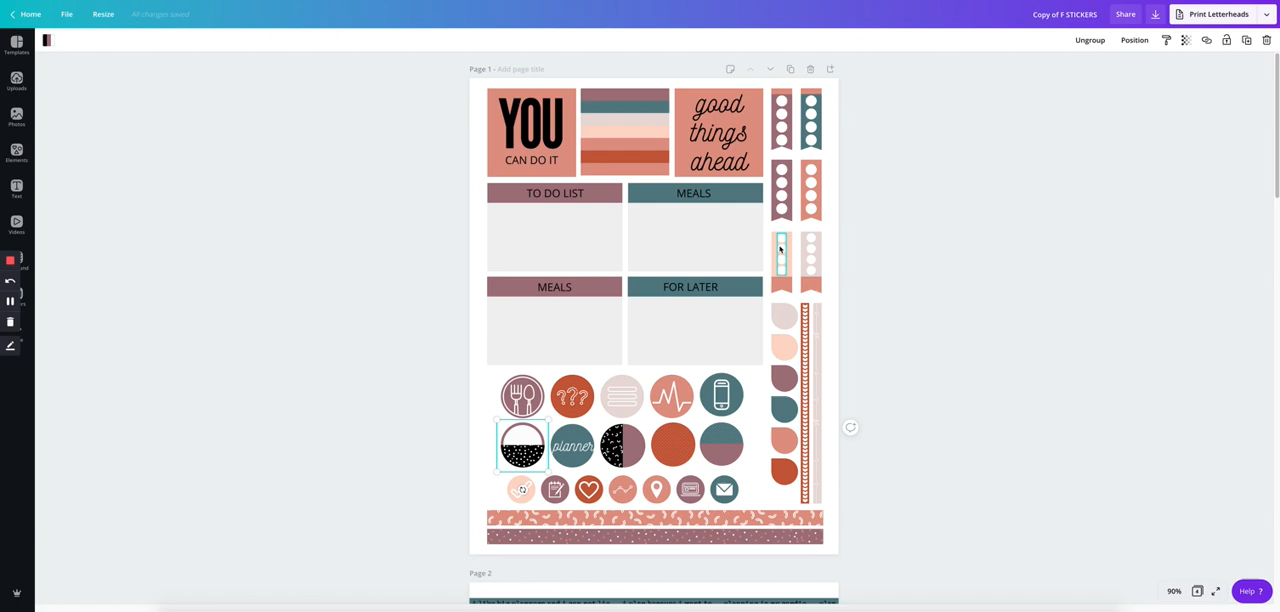 Home File Resize All changes saved Copy of F STICKERS Share Print Letherheads
Ungroup Position
Templates
Uploads
Photos
Elements
Text
Videos
Page 1 - Add page title
YOU
CAN DO IT
good
things
ahead
TO DO LIST MEALS
MEALS FOR LATER
???
planner
Page 2
90% Help ?